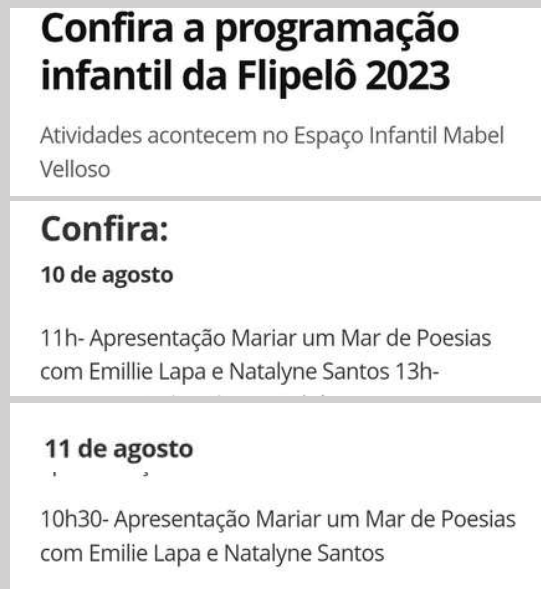 Confira a programação
infantil da Flipelô 2023
Atividades acontecem no Espaço Infantil Mabel
Velloso
Confira:
10 de agosto
11h- Apresentação Mariar um Mar de Poesias
com Emillie Lapa e Natalyne Santos 13h-
11 de agosto
10h30- Apresentação Mariar um Mar de Poesias
com Emilie Lapa e Natalyne Santos